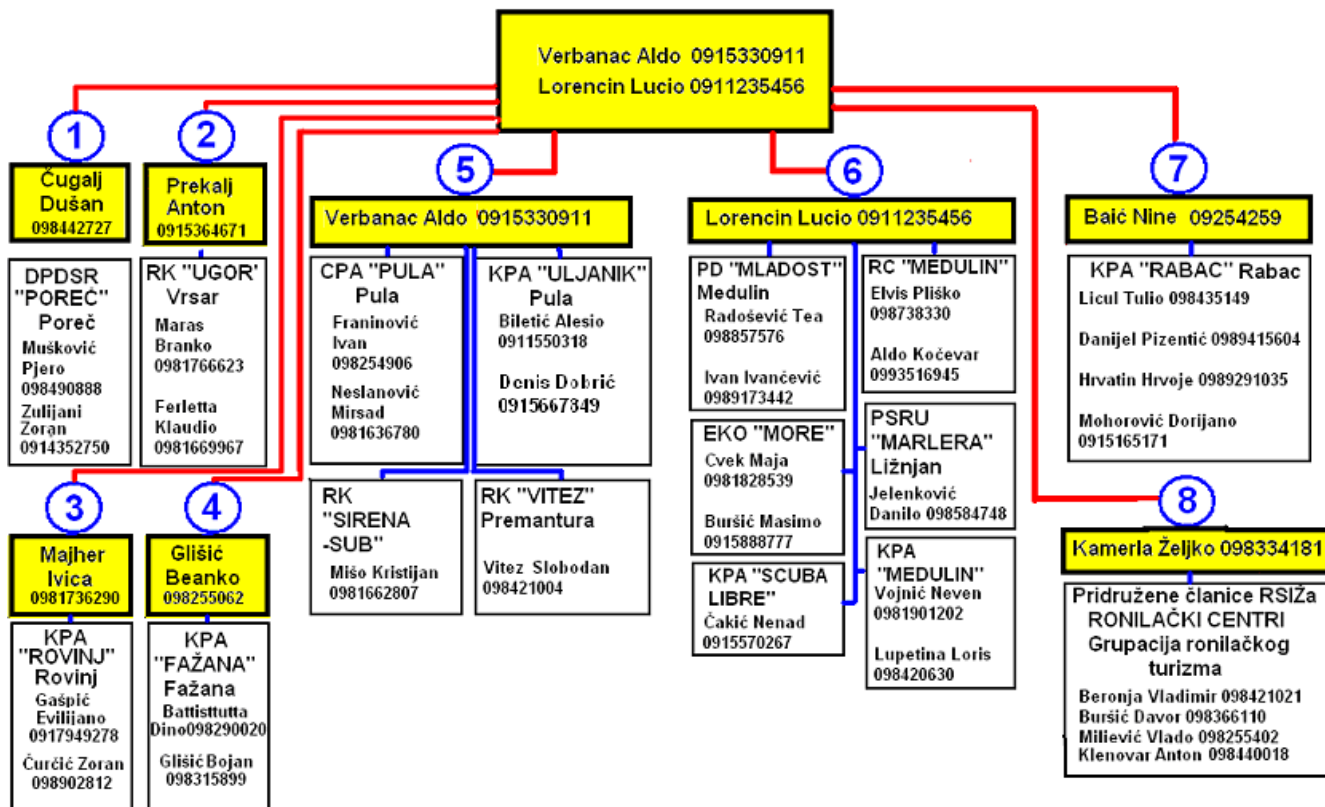 Verbanac Aldo 0915330911
Lorencin Lucio 0911235456
1
Čugalj
Dušan
098442727
DPDSR
"POREČ"
Poreč
Mušković
Pjero
098490888
Zulijani
Zoran
0914352750
2
Prekalj
Anton
0915364671
RK "UGOR'
Vrsar
Maras
Branko
0981766623
Ferletta
Klaudio
0981669967
3
Majher
Ivica
0981736290
KPA
"ROVINJ"
Rovinj
Gašpić
Evilijano
0917949278
Čurčić Zoran
098902812
4
Glišić
Beanko
098255062
KPA
"FAŽANA"
Fažana
Battisttutta
Dino098290020
Glišić Bojan
098315899
5
Verbanac Aldo '0915330911
CPA "PULA"
Pula
Franinović
Ivan
098254906
Neslanović
Mirsad
0981636780
KPA "ULJANIK"
Pula
Biletić Alesio
0911550318
Denis Dobrić
0915667849
RK
"SIRENA
-SUB"
Mišo Kristijan
0981662807
RK "VITEZ"
Premantura
Vitez Slobodan
098421004
6
Lorencin Lucio 0911235456
PD "MLADOST"
Medulin
Radošević Tea
098857576
Ivan Ivančević
0989173442
RC "MEDULIN"
Elvis Pliško
098738330
Aldo Kočevar
0993516945
EKO "MORE"
Cvek Maja
0981828539
Buršić Masimo
0915888777
PSRU
"MARLERA"
Ližnjan
Jelenković
Danilo 098584748
KPA "SCUBA
LIBRE"
Čakić Nenad
0915570267
KPA
"MEDULIN"
Vojnić Neven
0981901202
Lupetina Loris
098420630
7
Baić Nine 09254259
KPA "RABAC" Rabac
Licul Tulio 098435149
Danijel Pizentić 0989415604
Hrvatin Hrvoje 0989291035
Mohorović Dorijano
0915165171
8
Kamerla Željko 098334181
Pridružene članice RSIŽa
RONILAČKI CENTRI
Grupacija ronilačkog
turizma
Beronja Vladimir 098421021
Buršić Davor 098366110
Miliević Vlado 098255402
Klenovar Anton 098440018